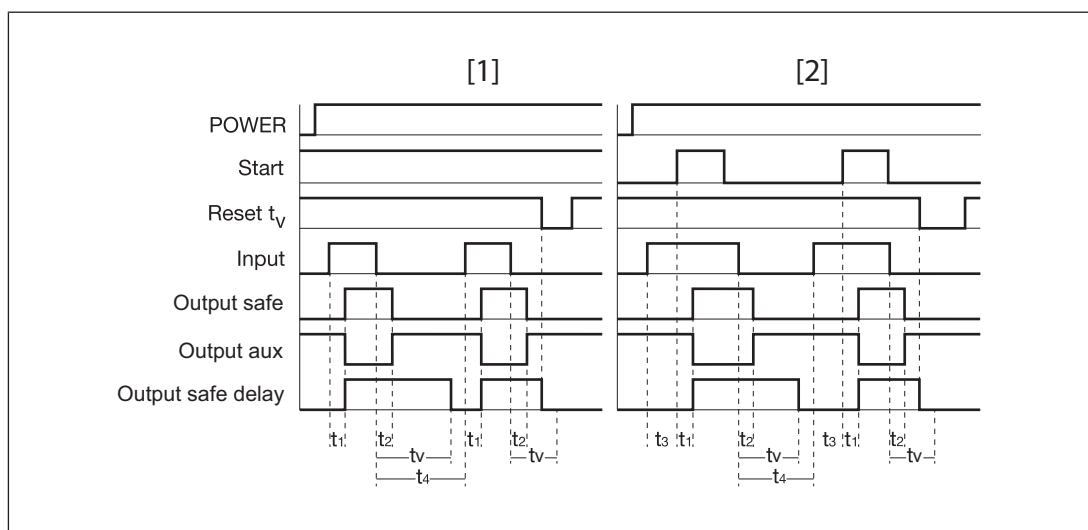 [1] [2]
POWER
Start
Reset tV
Input
Output safe
Output aux
Output safe delay
t1 t2 t1 t2 t3 t1 t2 t3 t1 t2
tv tv tv tv
t4 t4